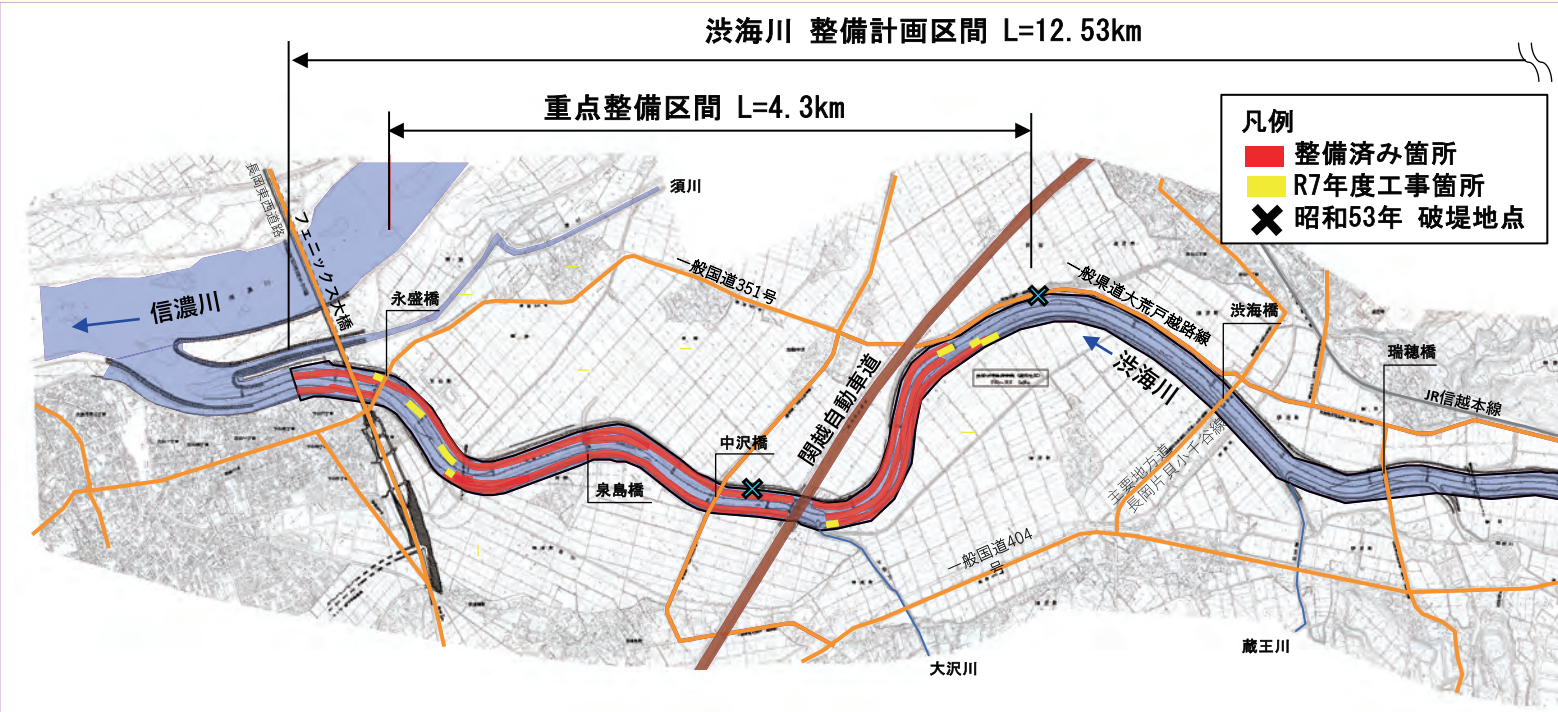 渋海川 整備計画区間 L=12.53km
重点整備区間 L=4.3km
凡例
整備済み箇所
R7年度工事箇所
昭和53年 破堤地点
長岡東西道路
フェニックス大橋
須川
信濃川
永盛橋
一般国道351号
一般県道大荒戸越路線
渋海橋
瑞穂橋
渋海川
JR信越本線
関越自動車道
中沢橋
泉島橋
主要地方道
長岡片貝小千谷線
一般国道404
号
大沢川
蔵王川